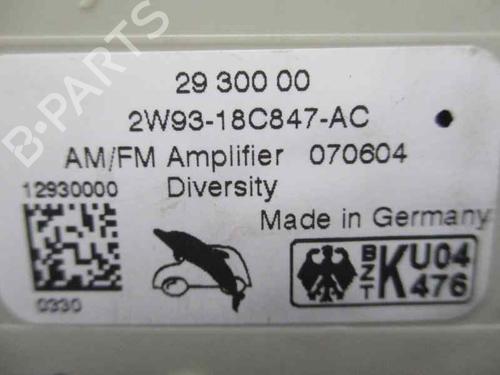 B-PARTS
29 300 00
2W93-18C847-AC
AM/FM Amplifier 070604
12930000 Diversity
Made in Germany
0330
BZT K U04 476